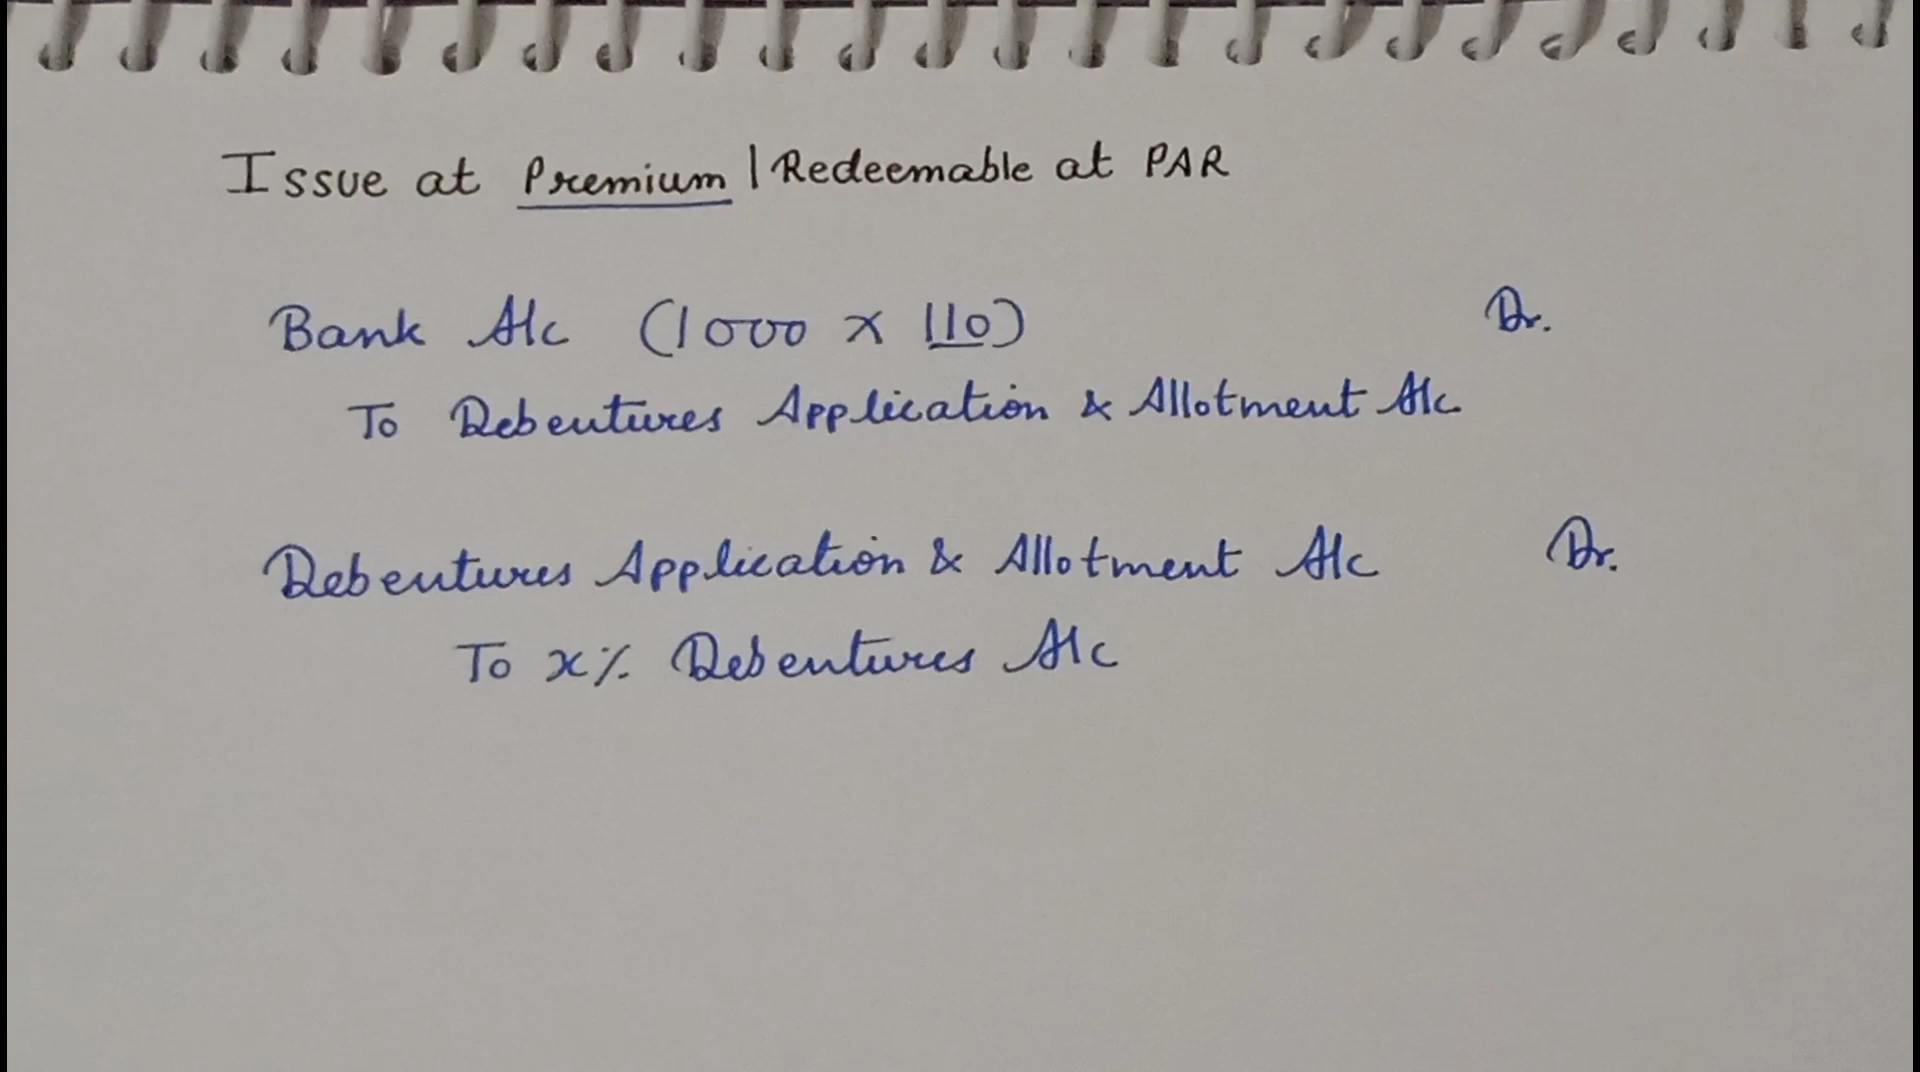 Issue at Premium | Redeemable at PAR
Bank A/c (1000 x 110) Dr.
To Debentures Application & Allotment A/c
Debentures Application & Allotment A/c Dr.
To x% Debentures A/c